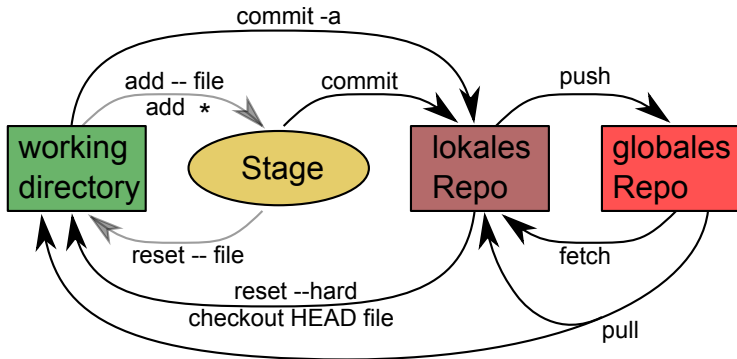 commit -a
add -- file
add *
commit
push
working
directory
Stage
lokales
Repo
globales
Repo
reset -- file
fetch
reset --hard
checkout HEAD file
pull